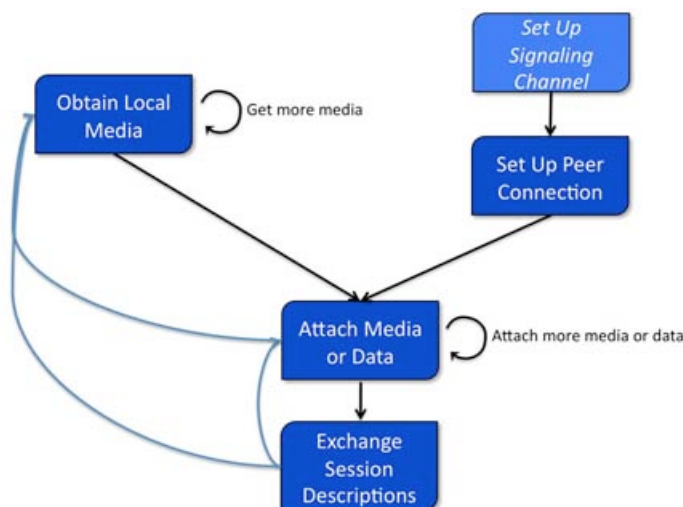 Set Up
Signaling
Channel
Obtain Local
Media
Get more media
Set Up Peer
Connection
Attach Media
or Data
Attach more media or data
Exchange
Session
Descriptions